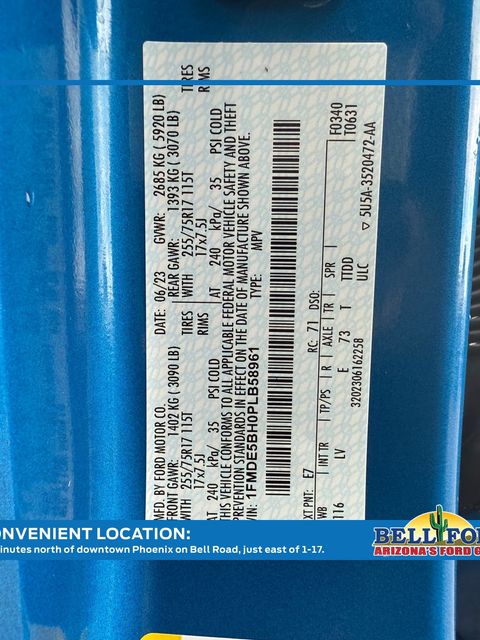 MFD. BY FORD MOTOR CO.
DATE: 06/23
GVWR: 2685 KG ( 5920 LB)
FRONT GAWR: 1402 KG ( 3090 LB)
REAR GAWR: 1393 KG ( 3070 LB)
WITH 255/75R17 115T TIRES
WITH 255/75R17 115T TIRES
17x7.5J RIMS
17x7.5J RIMS
AT 240 kPa/ 35 PSI COLD
AT 240 kPa/ 35 PSI COLD
THIS VEHICLE CONFORMS TO ALL APPLICABLE FEDERAL MOTOR VEHICLE SAFETY AND THEFT
PREVENTION STANDARDS IN EFFECT ON THE DATE OF MANUFACTURE SHOWN ABOVE.
VIN: 1FMDE5BH0PLB58961
TYPE: MPV
F0340
T0631
EXT PNT: E7
RC: 71
DSO:
WB INT TR TP/PS R AXLE TR SPR
116 LV E 73 T TTDD
ULC
3202306162258
▽ 5U5A-3520472-AA
ONVENIENT LOCATION:
inutes north of downtown Phoenix on Bell Road, just east of 1-17.
BELL FO
ARIZONA'S FORD